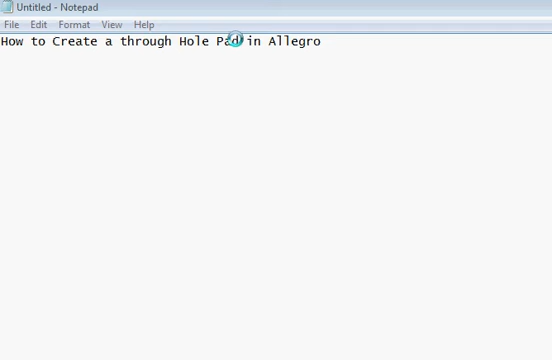 Untitled - Notepad
File Edit Format View Help
How to Create a through Hole Pad in Allegro